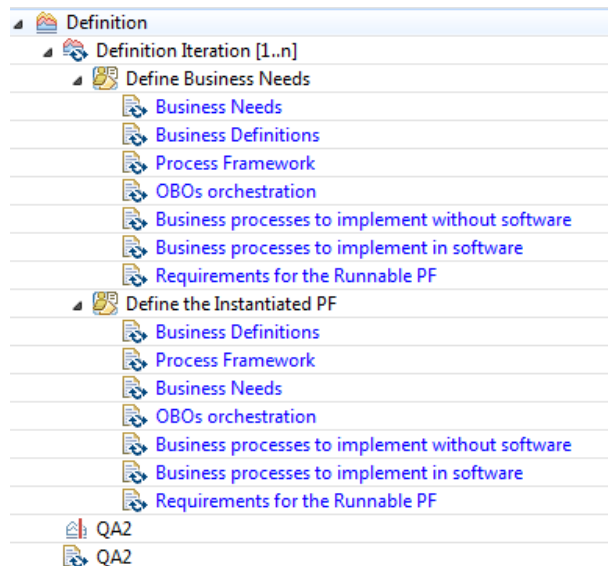 Definition
Definition Iteration [1..n]
Define Business Needs
Business Needs
Business Definitions
Process Framework
OBOs orchestration
Business processes to implement without software
Business processes to implement in software
Requirements for the Runnable PF
Define the Instantiated PF
Business Definitions
Process Framework
Business Needs
OBOs orchestration
Business processes to implement without software
Business processes to implement in software
Requirements for the Runnable PF
QA2
QA2